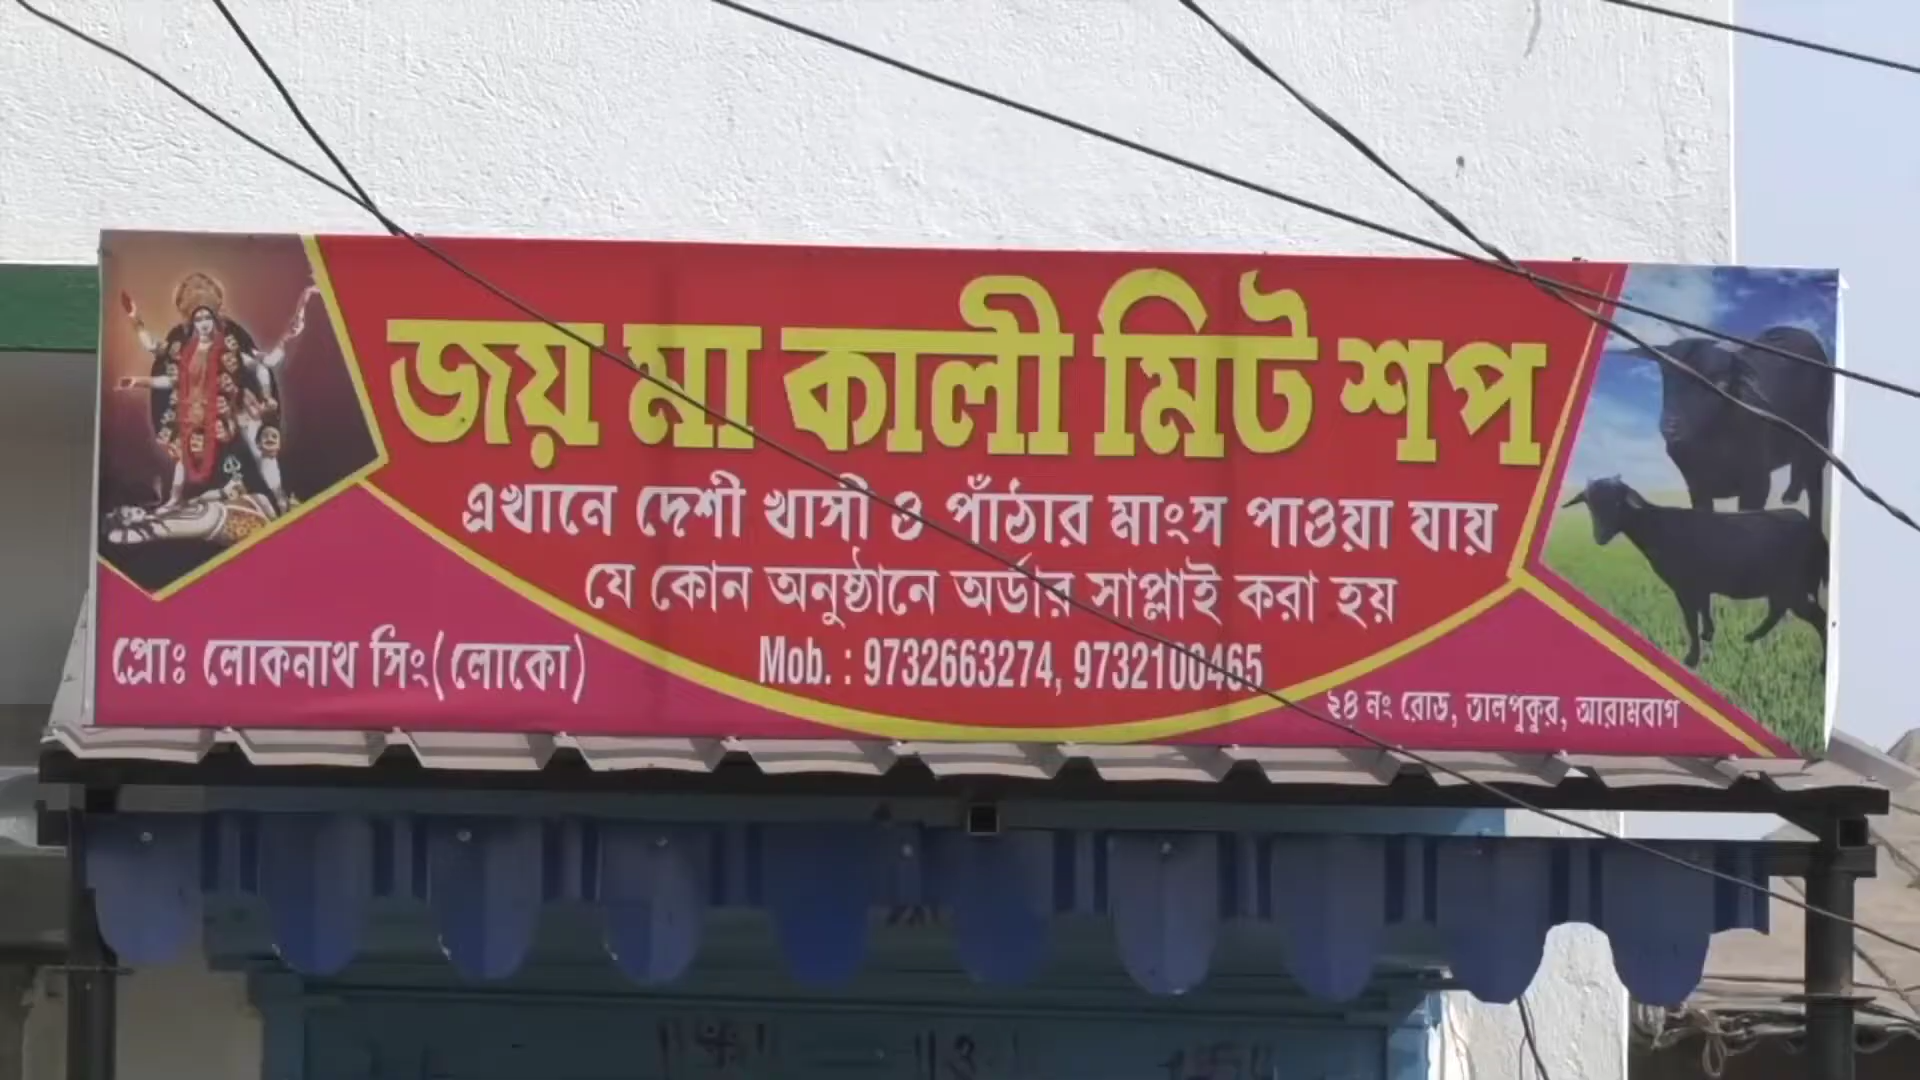 জয় মা কালী মিট শপ
এখানে দেশী খাসী ও পাঁঠার মাংস পাওয়া যায়
যে কোন অনুষ্ঠানে অর্ডার সাপ্লাই করা হয়
Mob. : 9732663274, 9732100465
প্রোঃ লোকনাথ সিং(লোকো)
২৪ নং রোড, তালপুকুর, আরামবাগ